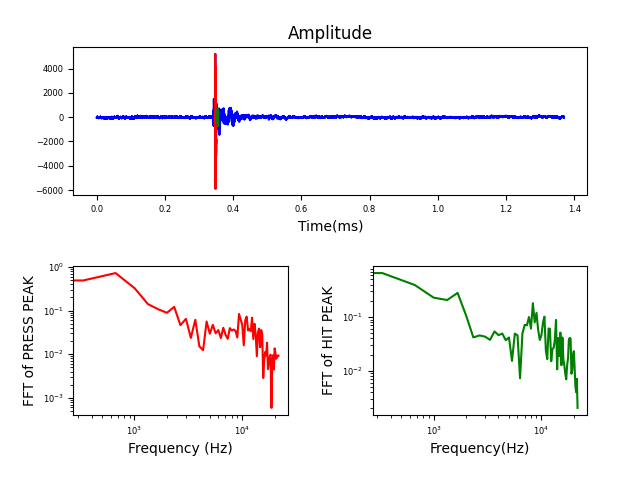 Amplitude
4000
2000
0
−2000
−4000
−6000
0.0 0.2 0.4 0.6 0.8 1.0 1.2 1.4
Time(ms)
FFT of PRESS PEAK
10⁰
10⁻¹
10⁻²
10⁻³
10³ 10⁴
Frequency (Hz)
FFT of HIT PEAK
10⁻¹
10⁻²
10³ 10⁴
Frequency(Hz)